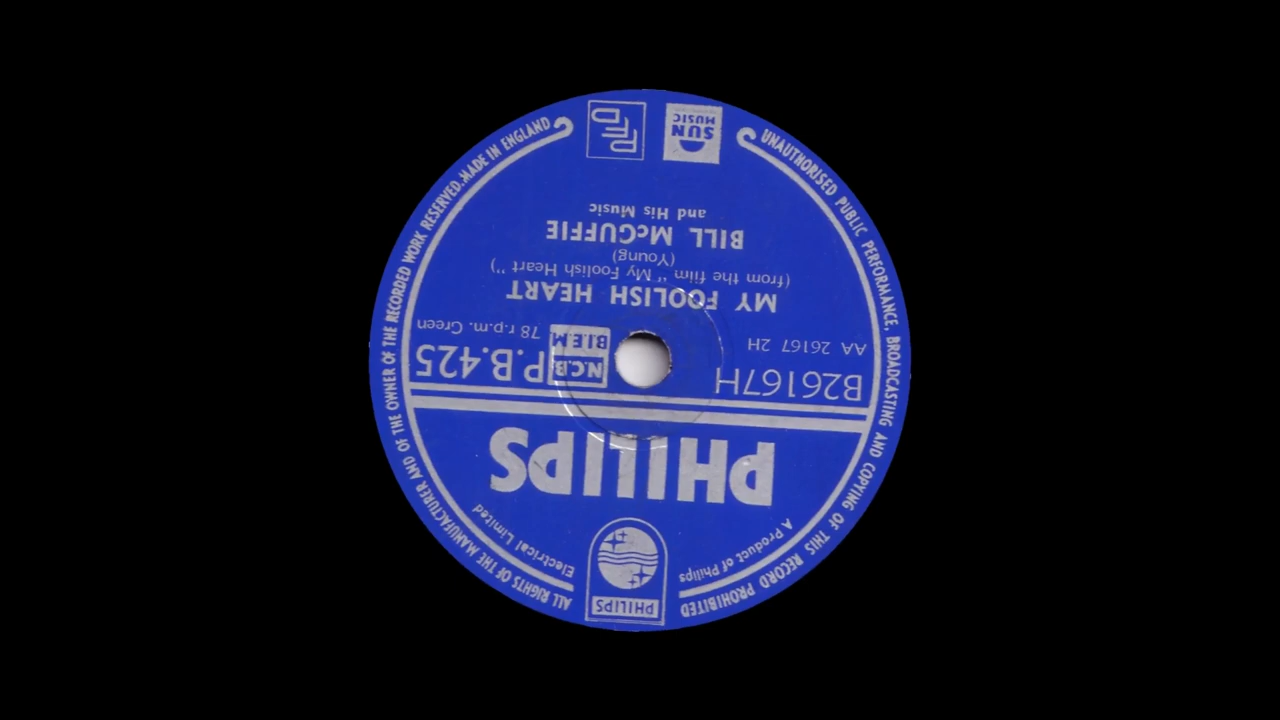 PHILIPS
A Product of Philips Electrical Limited
PHILIPS
B26167H
N.C.B.
P.B.425
AA 26167 2H
B.I.E.M.
78 r.p.m. Green
MY FOOLISH HEART
(from the film " My Foolish Heart ")
(Young)
BILL McGUFFIE
and His Music
SUN
MUSIC
PFD
ALL RIGHTS OF THE MANUFACTURER AND OF THE OWNER OF THE RECORDED WORK RESERVED. MADE IN ENGLAND
UNAUTHORISED PUBLIC PERFORMANCE, BROADCASTING AND COPYING OF THIS RECORD PROHIBITED